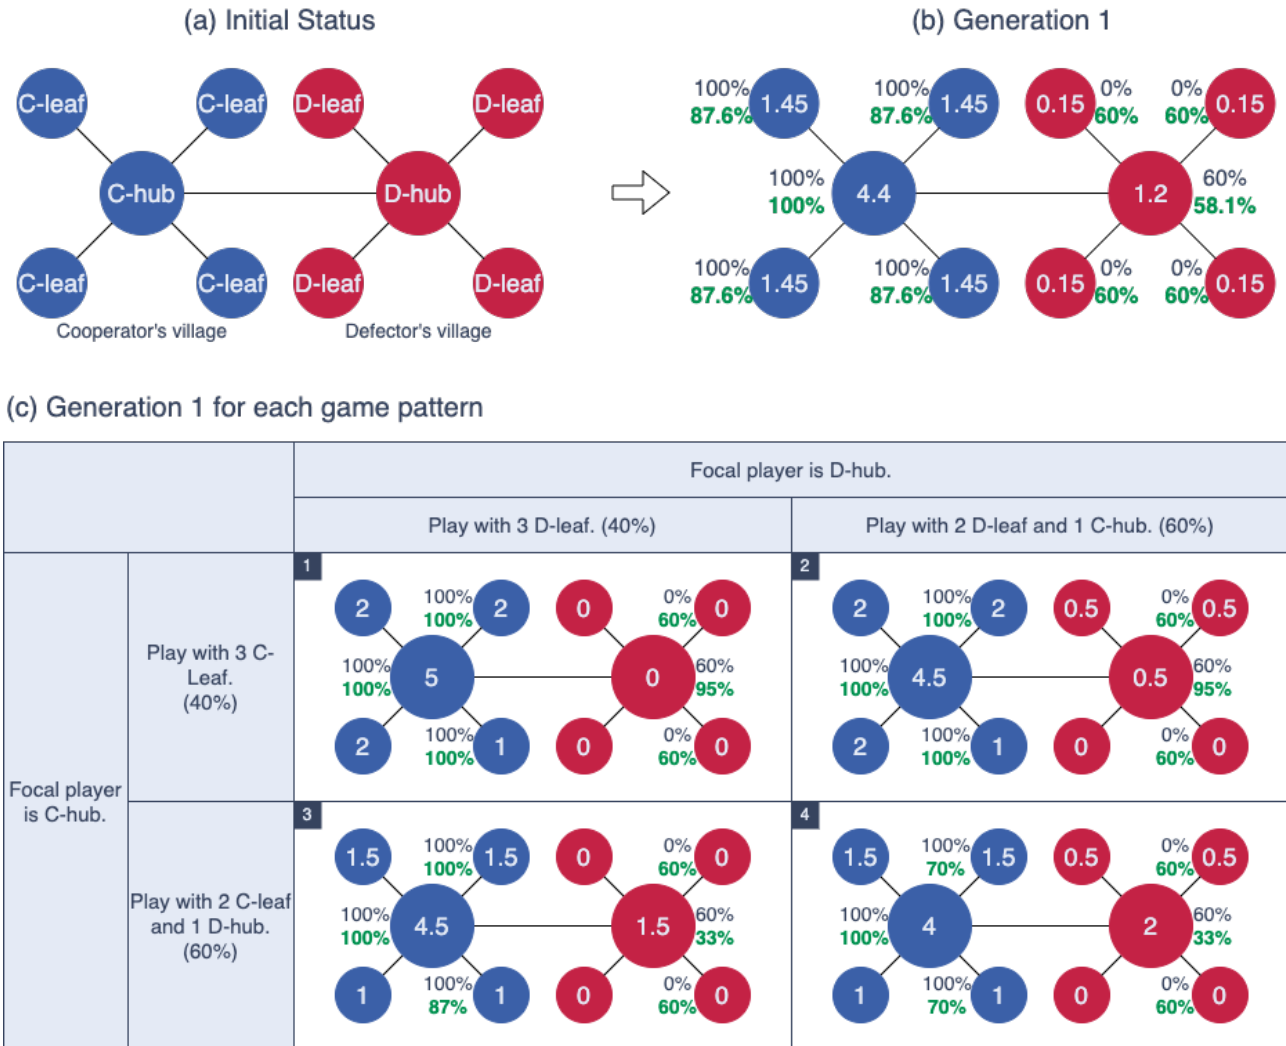 (a) Initial Status
(b) Generation 1
C-leaf C-leaf D-leaf D-leaf
C-hub D-hub
C-leaf C-leaf D-leaf D-leaf
Cooperator's village Defector's village
100% 87.6% 1.45 100% 87.6% 1.45 0.15 0% 60% 0% 60% 0.15
100% 100% 4.4 1.2 60% 58.1%
100% 87.6% 1.45 100% 87.6% 1.45 0.15 0% 60% 0% 60% 0.15
(c) Generation 1 for each game pattern
Focal player is D-hub.
Play with 3 D-leaf. (40%)
Play with 2 D-leaf and 1 C-hub. (60%)
Focal player
is C-hub.
Play with 3 C-
Leaf.
(40%)
1
2 100% 100% 2 0 0% 60% 0
100% 100% 5 0 60% 95%
2 100% 100% 1 0 0% 60% 0
2
2 100% 100% 2 0.5 0% 60% 0.5
100% 100% 4.5 0.5 60% 95%
2 100% 100% 1 0 0% 60% 0
Play with 2 C-leaf
and 1 D-hub.
(60%)
3
1.5 100% 100% 1.5 0 0% 60% 0
100% 100% 4.5 1.5 60% 33%
1 100% 87% 1 0 0% 60% 0
4
1.5 100% 70% 1.5 0.5 0% 60% 0.5
100% 100% 4 2 60% 33%
1 100% 70% 1 0 0% 60% 0